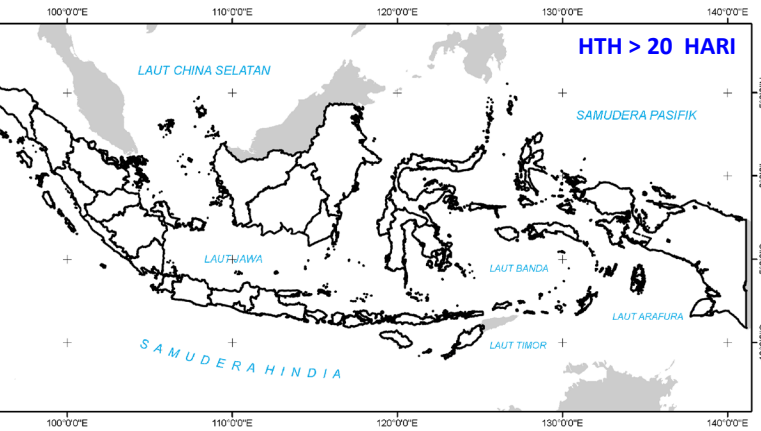 100°0'0"E 110°0'0"E 120°0'0"E 130°0'0"E 140°0'0"E
HTH > 20 HARI
LAUT CHINA SELATAN
SAMUDERA PASIFIK
LAUT JAWA
LAUT BANDA
LAUT ARAFURA
LAUT TIMOR
SAMUDERA HINDIA
100°0'0"E 110°0'0"E 120°0'0"E 130°0'0"E 140°0'0"E